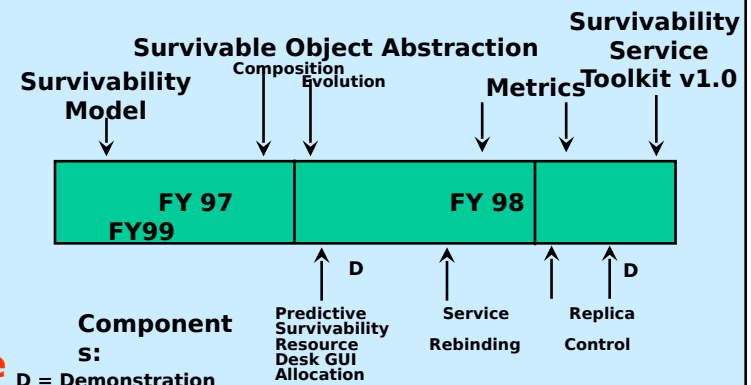 Survivability
Service
Toolkit v1.0
Survivable Object Abstraction
Composition
Evolution
Survivability
Model
Metrics
FY 97
FY 98
FY99
D
D
Component
s:
Predictive
Survivability
Resource
Desk GUI
Allocation
Service
Rebinding
Replica
Control
e
D = Demonstration